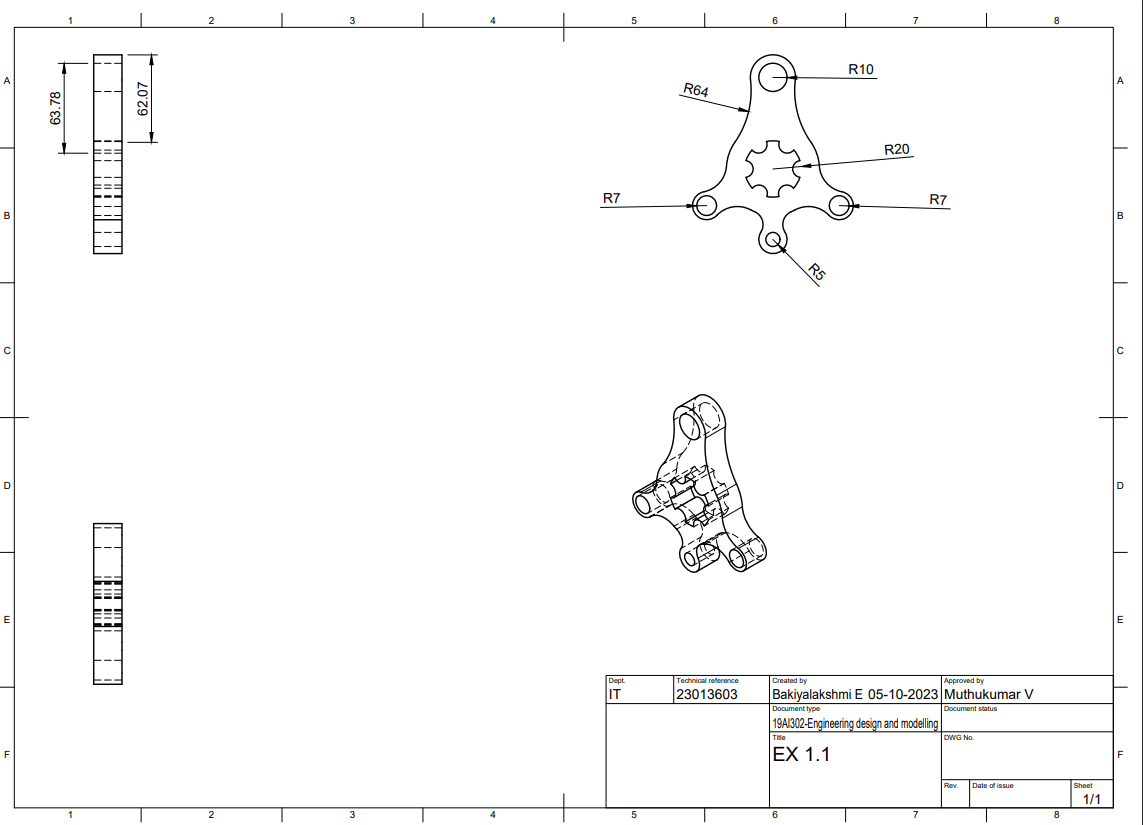 1 2 3 4 5 6 7 8
A A
63.78
62.07
R10
R64
R20
B B
R7
R7
R5
C C
D D
E E
Dept.
IT
Technical reference
23013603
Created by
Bakiyalakshmi E 05-10-2023
Approved by
Muthukumar V
Document type
19AI302-Engineering design and modelling
Document status
Title
EX 1.1
DWG No.
F F
Rev.
Date of issue
Sheet
1/1
1 2 3 4 5 6 7 8